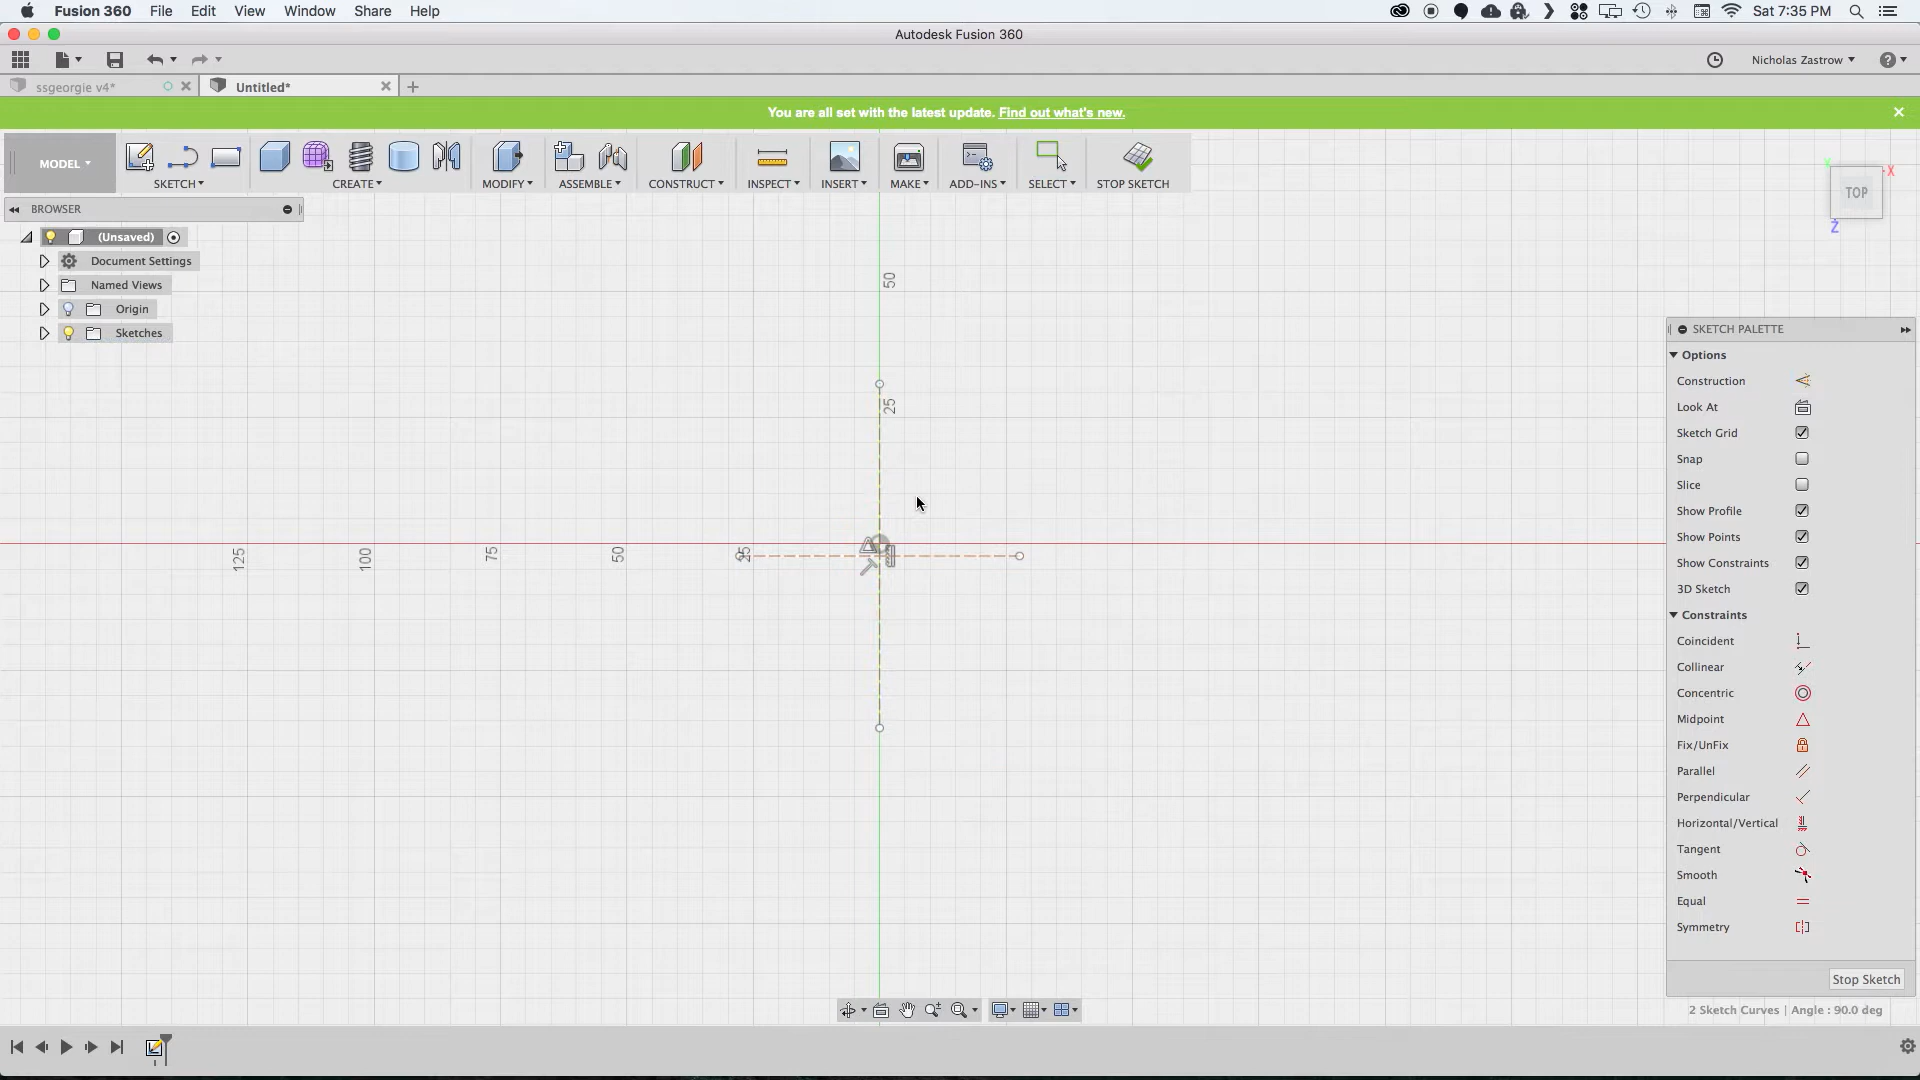 Fusion 360 File Edit View Window Share Help Sat 7:35 PM
Autodesk Fusion 360
Nicholas Zastrow
ssgeorgie v4* Untitled*
You are all set with the latest update. Find out what's new.
MODEL
SKETCH CREATE MODIFY ASSEMBLE CONSTRUCT INSPECT INSERT MAKE ADD-INS SELECT STOP SKETCH
Y X
TOP
Z
BROWSER
(Unsaved)
Document Settings
Named Views
Origin
Sketches
50
25
125 100 75 50 25
SKETCH PALETTE
Options
Construction
Look At
Sketch Grid
Snap
Slice
Show Profile
Show Points
Show Constraints
3D Sketch
Constraints
Coincident
Collinear
Concentric
Midpoint
Fix/UnFix
Parallel
Perpendicular
Horizontal/Vertical
Tangent
Smooth
Equal
Symmetry
Stop Sketch
2 Sketch Curves | Angle : 90.0 deg